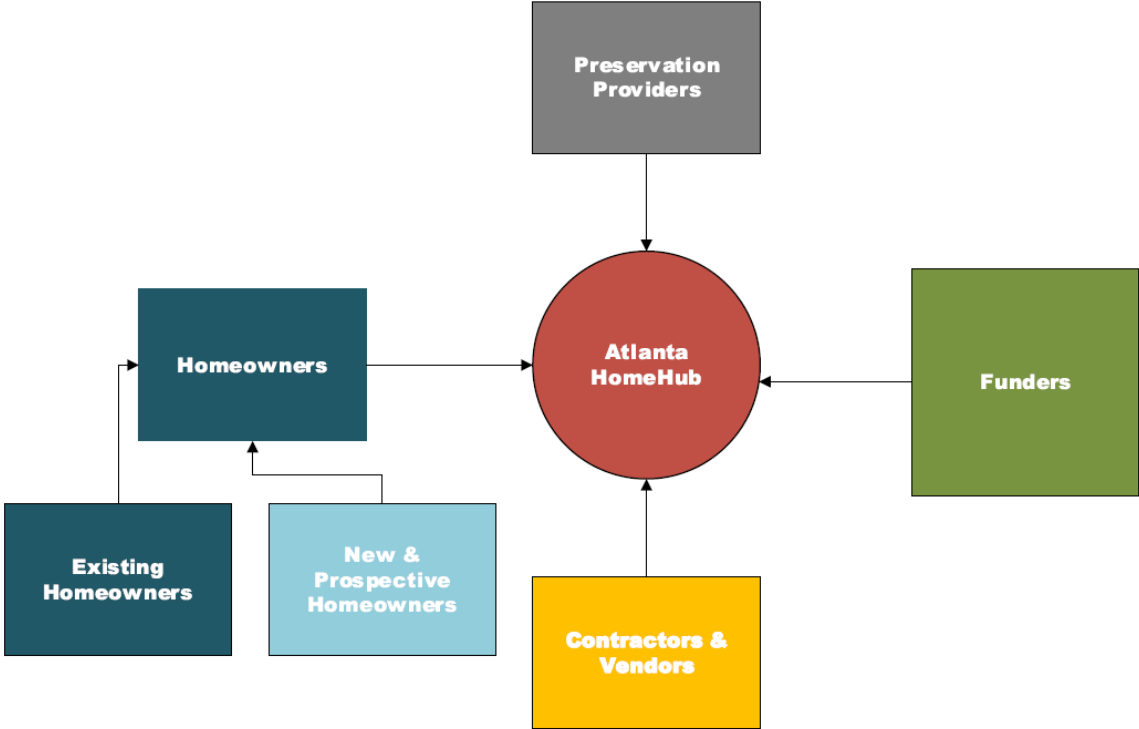 Preservation
Providers
Homeowners
Atlanta
HomeHub
Funders
Existing
Homeowners
New &
Prospective
Homeowners
Contractors &
Vendors